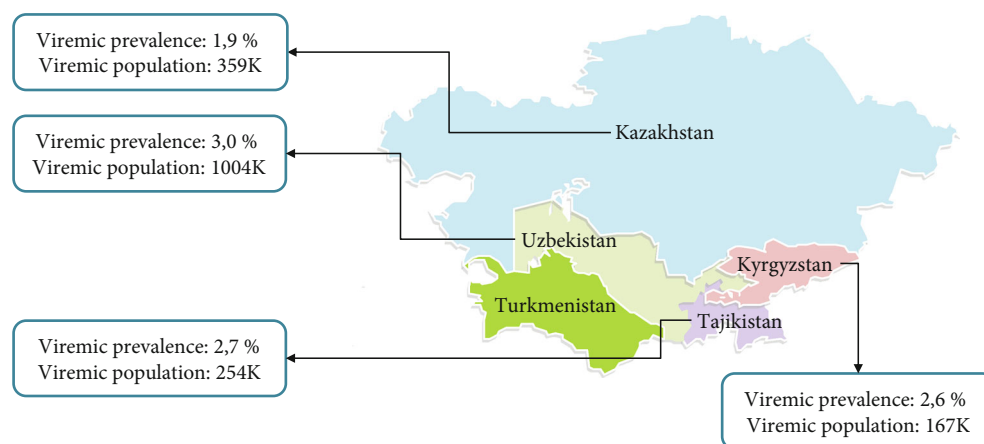 Viremic prevalence: 1,9 %
Viremic population: 359K
Kazakhstan
Viremic prevalence: 3,0 %
Viremic population: 1004K
Uzbekistan
Kyrgyzstan
Turkmenistan
Tajikistan
Viremic prevalence: 2,7 %
Viremic population: 254K
Viremic prevalence: 2,6 %
Viremic population: 167K